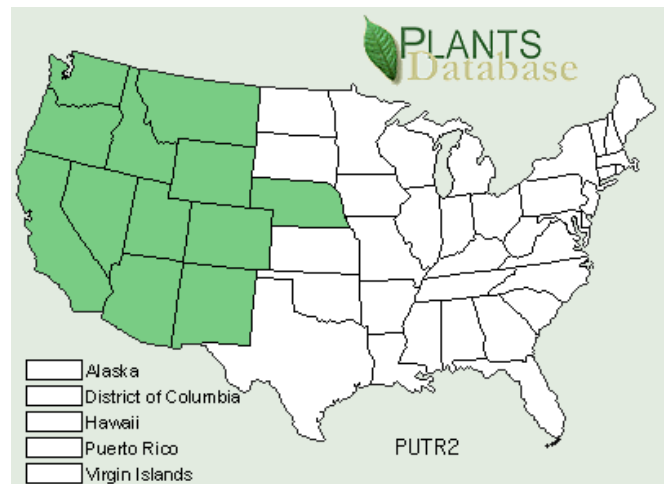 PLANTS
Database
Alaska
District of Columbia
Hawaii
Puerto Rico
Virgin Islands
PUTR2